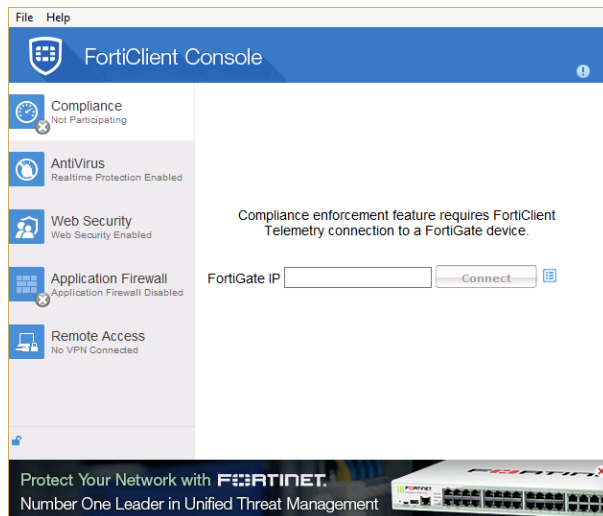 File Help
FortiClient Console
Compliance
Not Participating
AntiVirus
Realtime Protection Enabled
Web Security
Web Security Enabled
Application Firewall
Application Firewall Disabled
Remote Access
No VPN Connected
Compliance enforcement feature requires FortiClient
Telemetry connection to a FortiGate device.
FortiGate IP Connect
Protect Your Network with FORTINET.
Number One Leader in Unified Threat Management